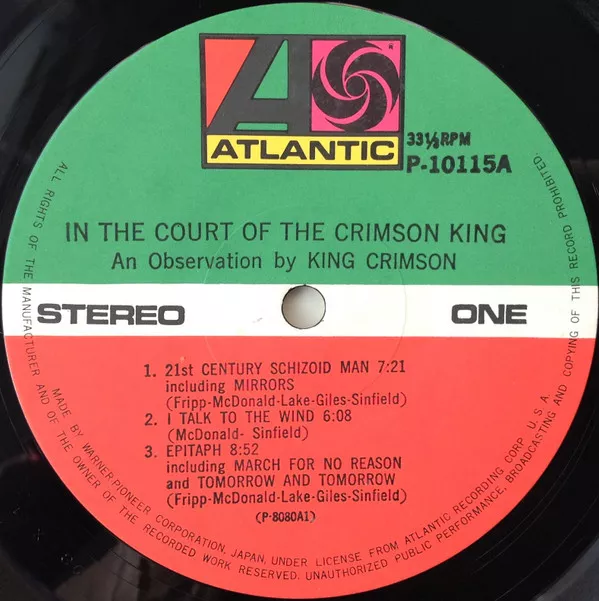 ATLANTIC
33⅓RPM
P-10115A
IN THE COURT OF THE CRIMSON KING
An Observation by KING CRIMSON
STEREO
ONE
1. 21st CENTURY SCHIZOID MAN 7:21
including MIRRORS
(Fripp-McDonald-Lake-Giles-Sinfield)
2. I TALK TO THE WIND 6:08
(McDonald- Sinfield)
3. EPITAPH 8:52
including MARCH FOR NO REASON
and TOMORROW AND TOMORROW
(Fripp-McDonald-Lake-Giles-Sinfield)
(P-8080A1)
MADE BY WARNER-PIONEER CORPORATION, JAPAN, UNDER LICENSE FROM ATLANTIC RECORDING CORP. U.S.A.
ALL RIGHTS OF THE MANUFACTURER AND OF THE OWNER OF THE RECORDED WORK RESERVED. UNAUTHORIZED PUBLIC PERFORMANCE, BROADCASTING AND COPYING OF THIS RECORD PROHIBITED.